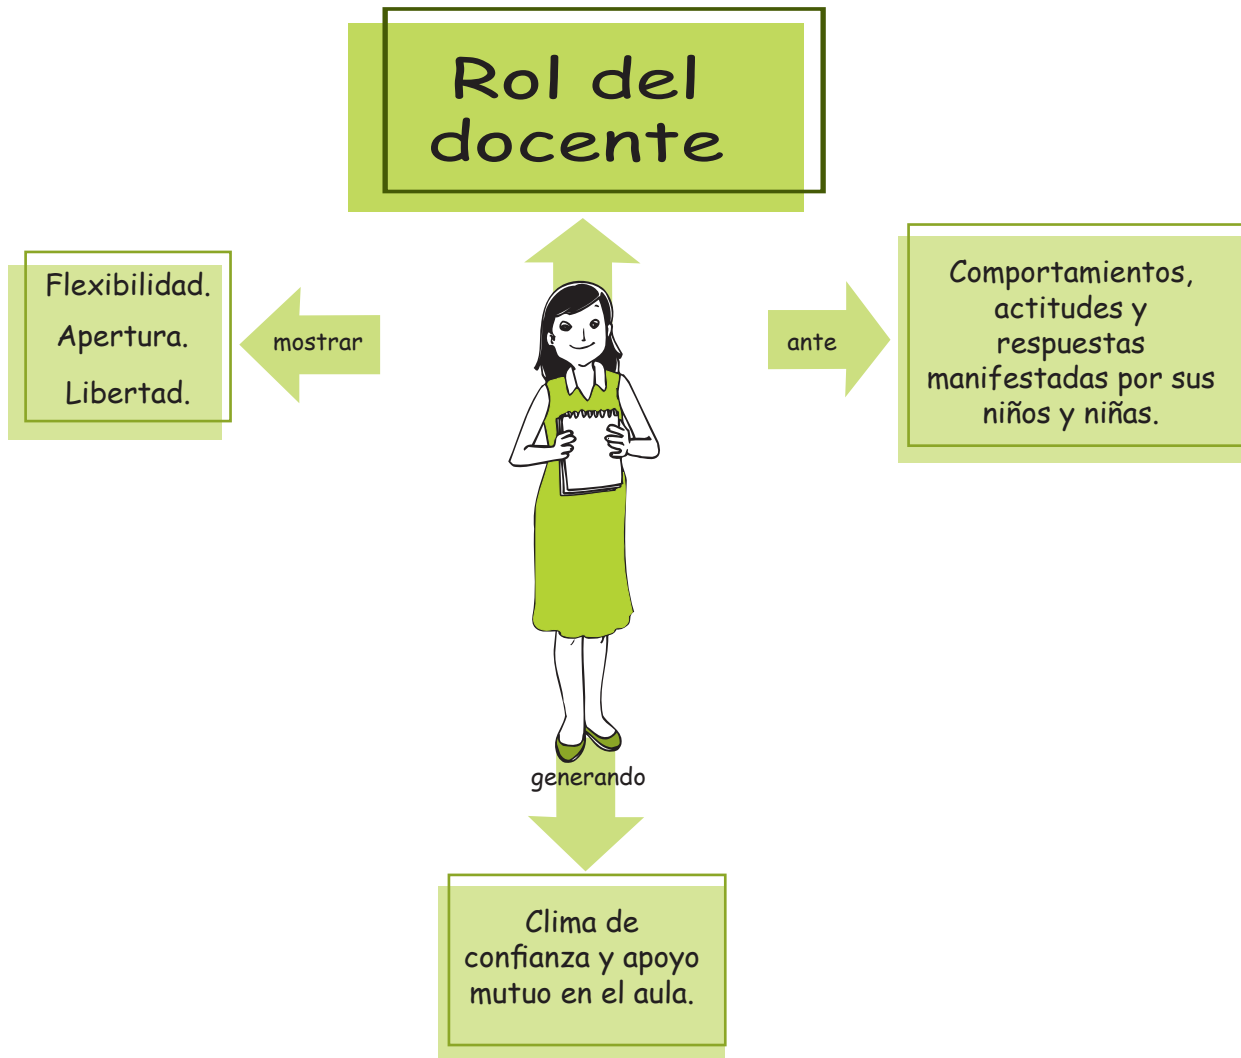 Rol del
docente
Flexibilidad.
Apertura.
Libertad.
mostrar
ante
Comportamientos,
actitudes y
respuestas
manifestadas por sus
niños y niñas.
generando
Clima de
confianza y apoyo
mutuo en el aula.